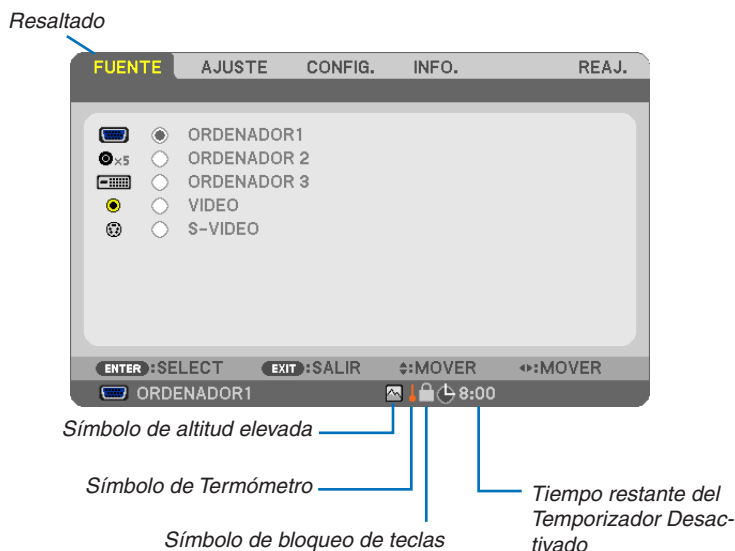 Resaltado
FUENTE AJUSTE CONFIG. INFO. REAJ.
ORDENADOR1
×5 ORDENADOR 2
ORDENADOR 3
VIDEO
S-VIDEO
ENTER :SELECT EXIT :SALIR :MOVER :MOVER
ORDENADOR1 8:00
Símbolo de altitud elevada
Símbolo de Termómetro
Símbolo de bloqueo de teclas
Tiempo restante del
Temporizador Desac-
tivado